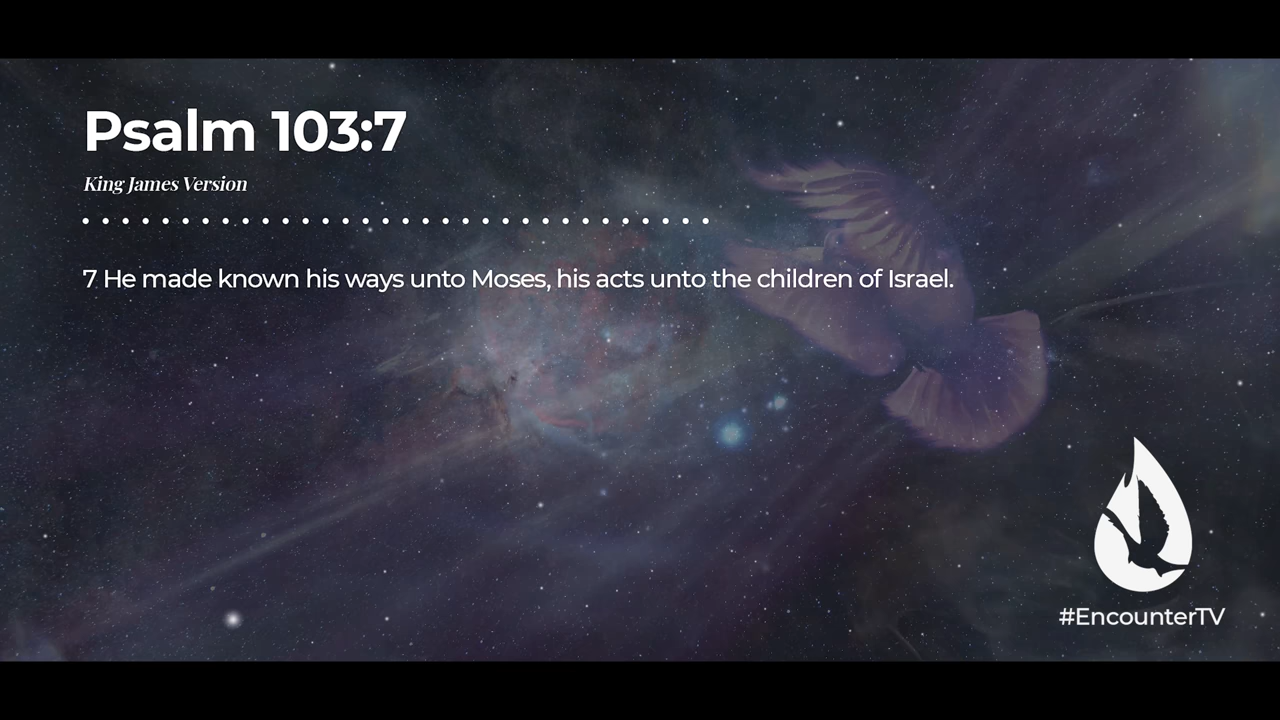 Psalm 103:7
King James Version
7 He made known his ways unto Moses, his acts unto the children of Israel.
#EncounterTV